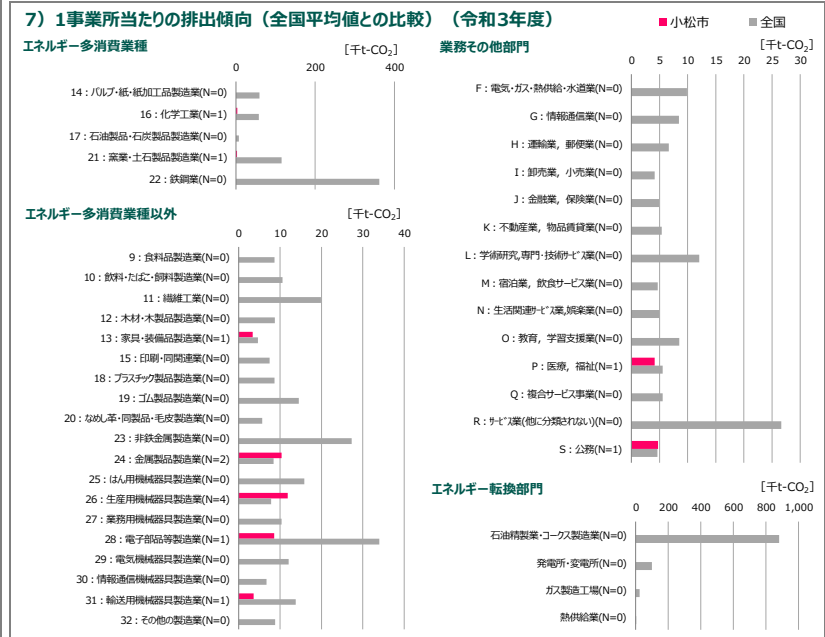 7）1事業所当たりの排出傾向（全国平均値との比較）（令和3年度）
小松市
全国
エネルギー多消費業種
［千t-CO₂］
0 200 400
14：パルプ・紙・紙加工品製造業(N=0)
16：化学工業(N=1)
17：石油製品・石炭製品製造業(N=0)
21：窯業・土石製品製造業(N=1)
22：鉄鋼業(N=0)
エネルギー多消費業種以外
［千t-CO₂］
0 10 20 30 40
9：食料品製造業(N=0)
10：飲料・たばこ・飼料製造業(N=0)
11：繊維工業(N=0)
12：木材・木製品製造業(N=0)
13：家具・装備品製造業(N=1)
15：印刷・同関連業(N=0)
18：プラスチック製品製造業(N=0)
19：ゴム製品製造業(N=0)
20：なめし革・同製品・毛皮製造業(N=0)
23：非鉄金属製造業(N=0)
24：金属製品製造業(N=2)
25：はん用機械器具製造業(N=0)
26：生産用機械器具製造業(N=4)
27：業務用機械器具製造業(N=0)
28：電子部品等製造業(N=1)
29：電気機械器具製造業(N=0)
30：情報通信機械器具製造業(N=0)
31：輸送用機械器具製造業(N=1)
32：その他の製造業(N=0)
業務その他部門
［千t-CO₂］
0 5 10 15 20 25 30
F：電気・ガス・熱供給・水道業(N=0)
G：情報通信業(N=0)
H：運輸業，郵便業(N=0)
I：卸売業，小売業(N=0)
J：金融業，保険業(N=0)
K：不動産業，物品賃貸業(N=0)
L：学術研究,専門・技術サービス業(N=0)
M：宿泊業，飲食サービス業(N=0)
N：生活関連サービス業,娯楽業(N=0)
O：教育，学習支援業(N=0)
P：医療，福祉(N=1)
Q：複合サービス事業(N=0)
R：サービス業(他に分類されない)(N=0)
S：公務(N=1)
エネルギー転換部門
［千t-CO₂］
0 200 400 600 800 1,000
石油精製業・コークス製造業(N=0)
発電所・変電所(N=0)
ガス製造工場(N=0)
熱供給業(N=0)